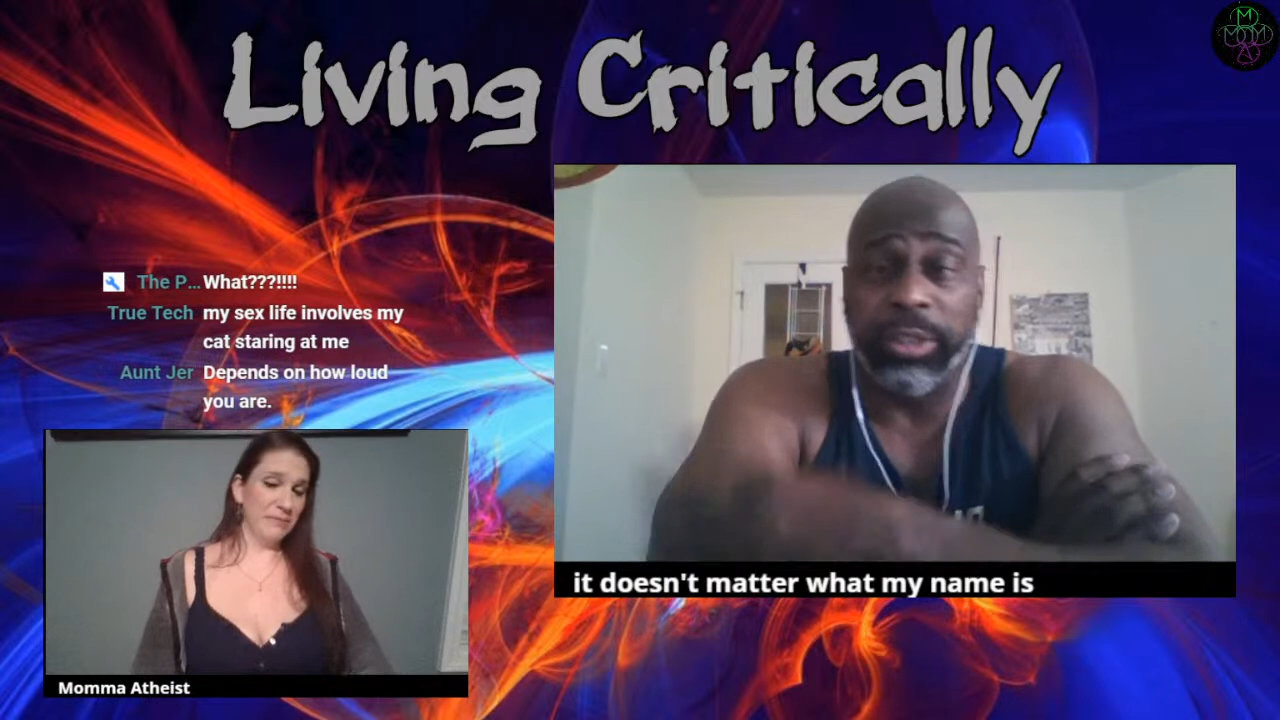 Living Critically
The P... What???!!!!
True Tech my sex life involves my
cat staring at me
Aunt Jer Depends on how loud
you are.
it doesn't matter what my name is
Momma Atheist